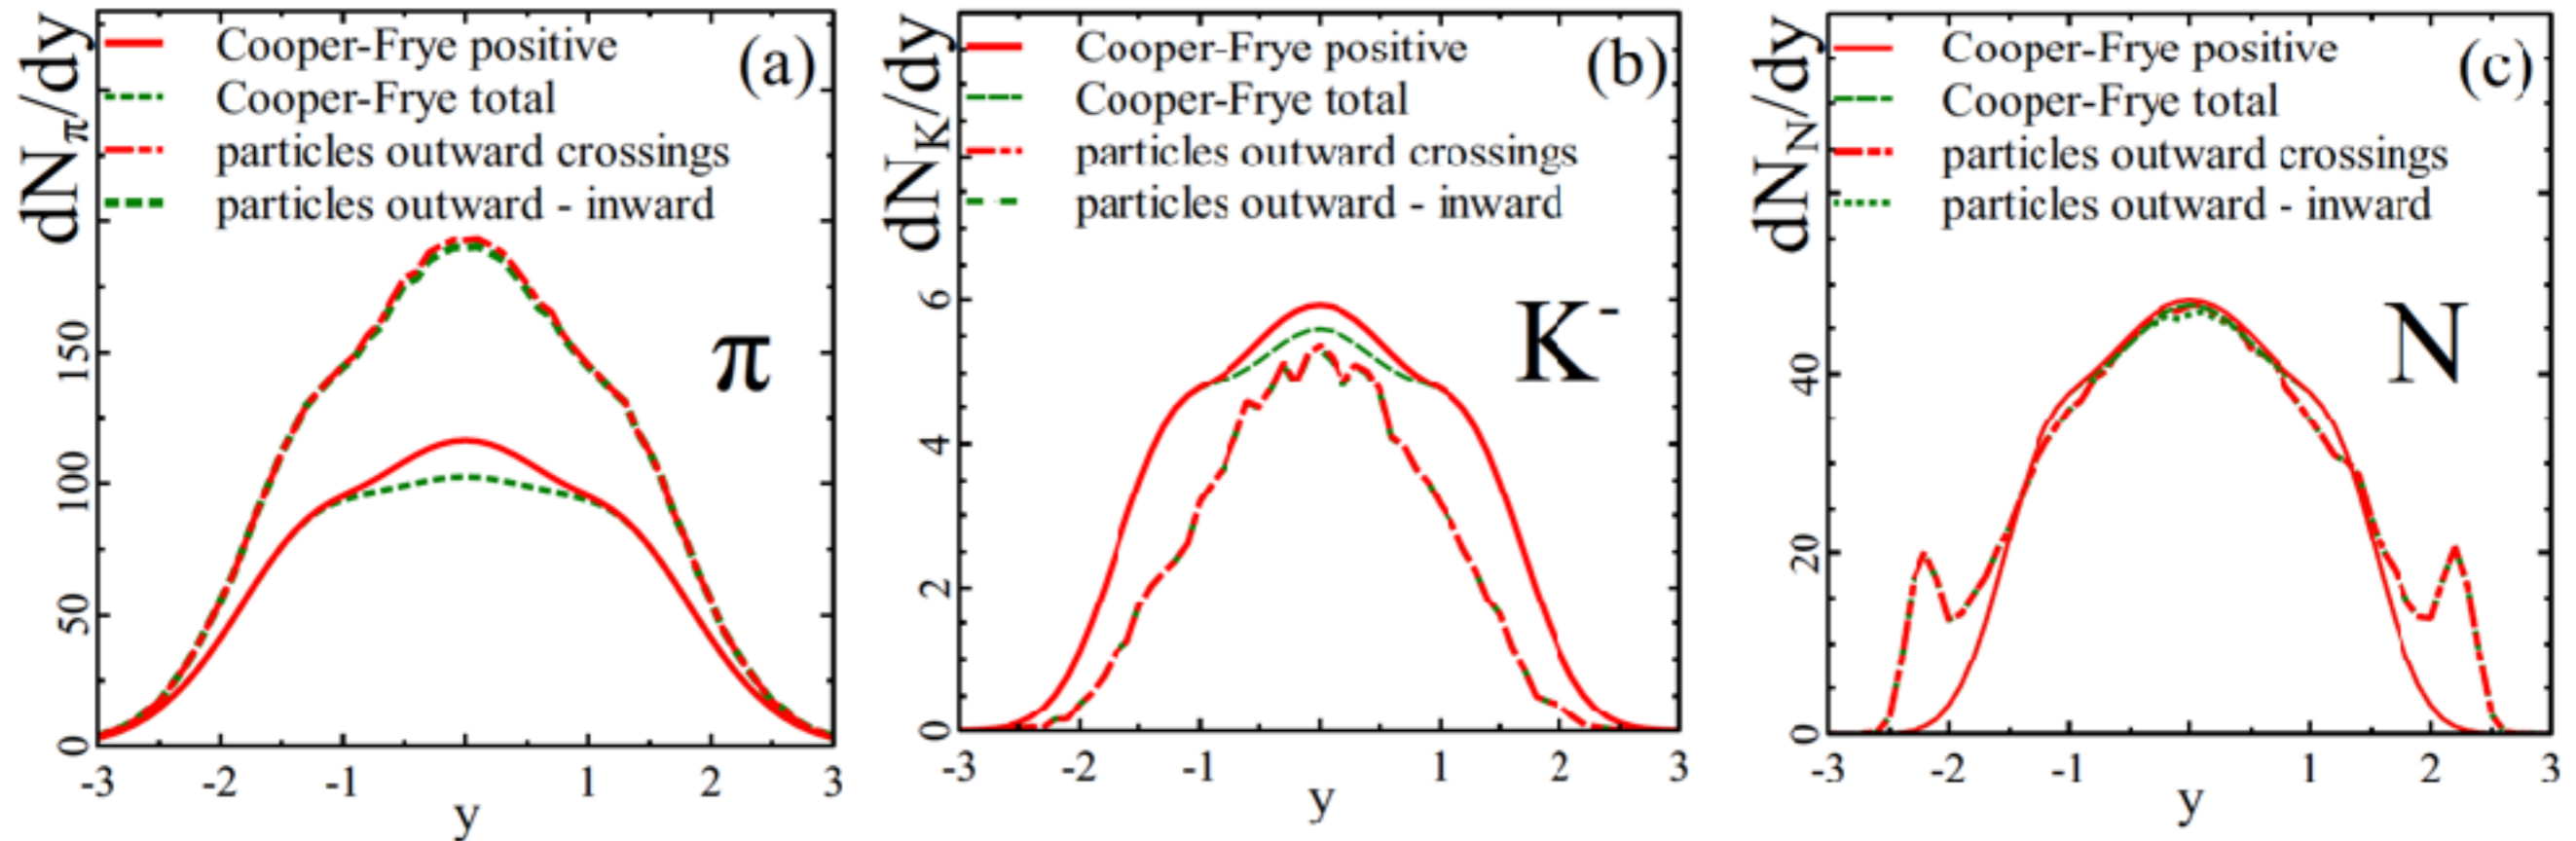 dNπ/dy
Cooper-Frye positive
Cooper-Frye total
particles outward crossings
particles outward - inward
(a)
π
150
100
50
0
-3 -2 -1 1 2 3
y
dNK/dy
Cooper-Frye positive
Cooper-Frye total
particles outward crossings
particles outward - inward
(b)
K-
6
4
2
0
-3 -2 -1 1 2 3
y
dNN/dy
Cooper-Frye positive
Cooper-Frye total
particles outward crossings
particles outward - inward
(c)
N
40
20
0
-3 -2 -1 1 2 3
y